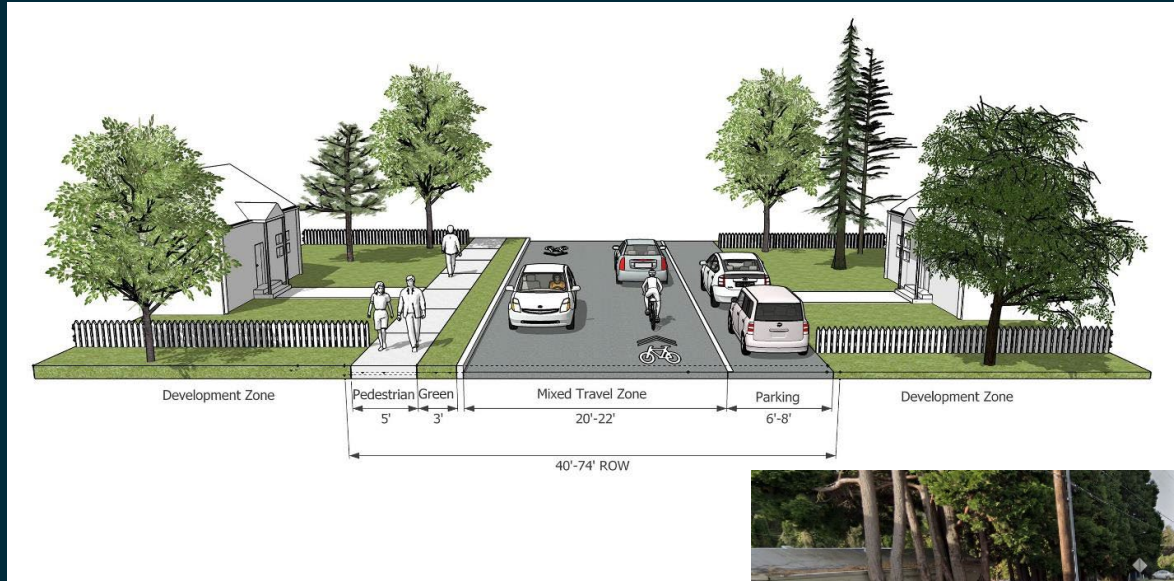 Development Zone
Pedestrian
Green
Mixed Travel Zone
Parking
Development Zone
5'
3'
20'-22'
6'-8'
40'-74' ROW